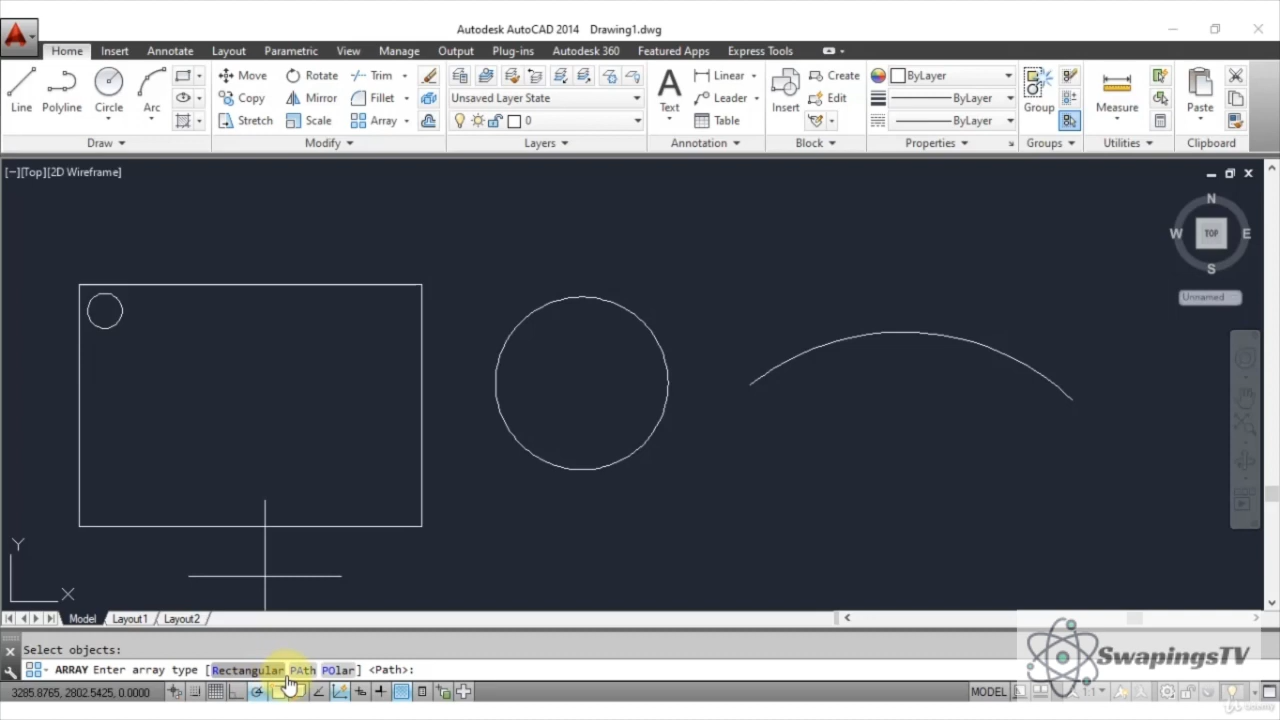 Autodesk AutoCAD 2014 Drawing1.dwg
Home Insert Annotate Layout Parametric View Manage Output Plug-ins Autodesk 360 Featured Apps Express Tools
Line Polyline Circle Arc
Move Rotate Trim
Copy Mirror Fillet
Stretch Scale Array
Unsaved Layer State
0
Text
Linear
Leader
Table
Insert
Create
Edit
ByLayer
ByLayer
ByLayer
Group
Measure
Paste
Draw Modify Layers Annotation Block Properties Groups Utilities Clipboard
[−][Top][2D Wireframe]
N
W TOP E
S
Unnamed
Y
X
Model Layout1 Layout2
Select objects:
ARRAY Enter array type [Rectangular PAth POlar] <Path>:
SwapingsTV
3285.8765, 2802.5425, 0.0000 MODEL 1:1
Udemy